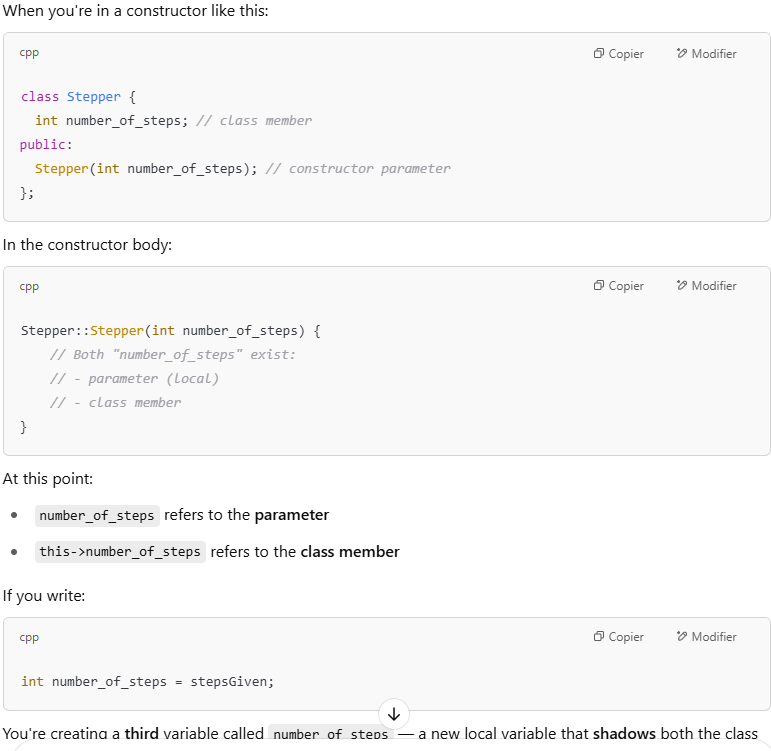 When you're in a constructor like this:
cpp
Copier
Modifier
class Stepper {
  int number_of_steps; // class member
public:
  Stepper(int number_of_steps); // constructor parameter
};
In the constructor body:
cpp
Copier
Modifier
Stepper::Stepper(int number_of_steps) {
    // Both "number_of_steps" exist:
    // - parameter (local)
    // - class member
}
At this point:
• number_of_steps refers to the parameter
• this->number_of_steps refers to the class member
If you write:
cpp
Copier
Modifier
int number_of_steps = stepsGiven;
You're creating a third variable called number_of_steps — a new local variable that shadows both the class